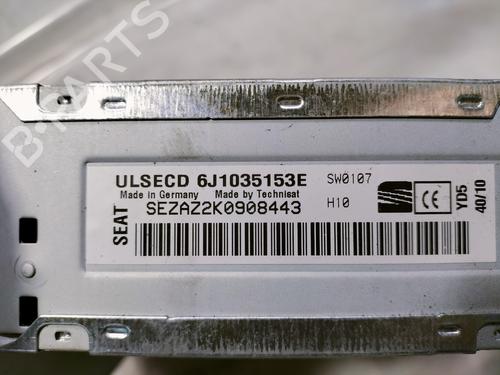 B-PARTS
ULSECD 6J1035153E SW0107
Made in Germany Made by Technisat
SEZAZ2K0908443 H10
SEAT
CE
YD5
40/10